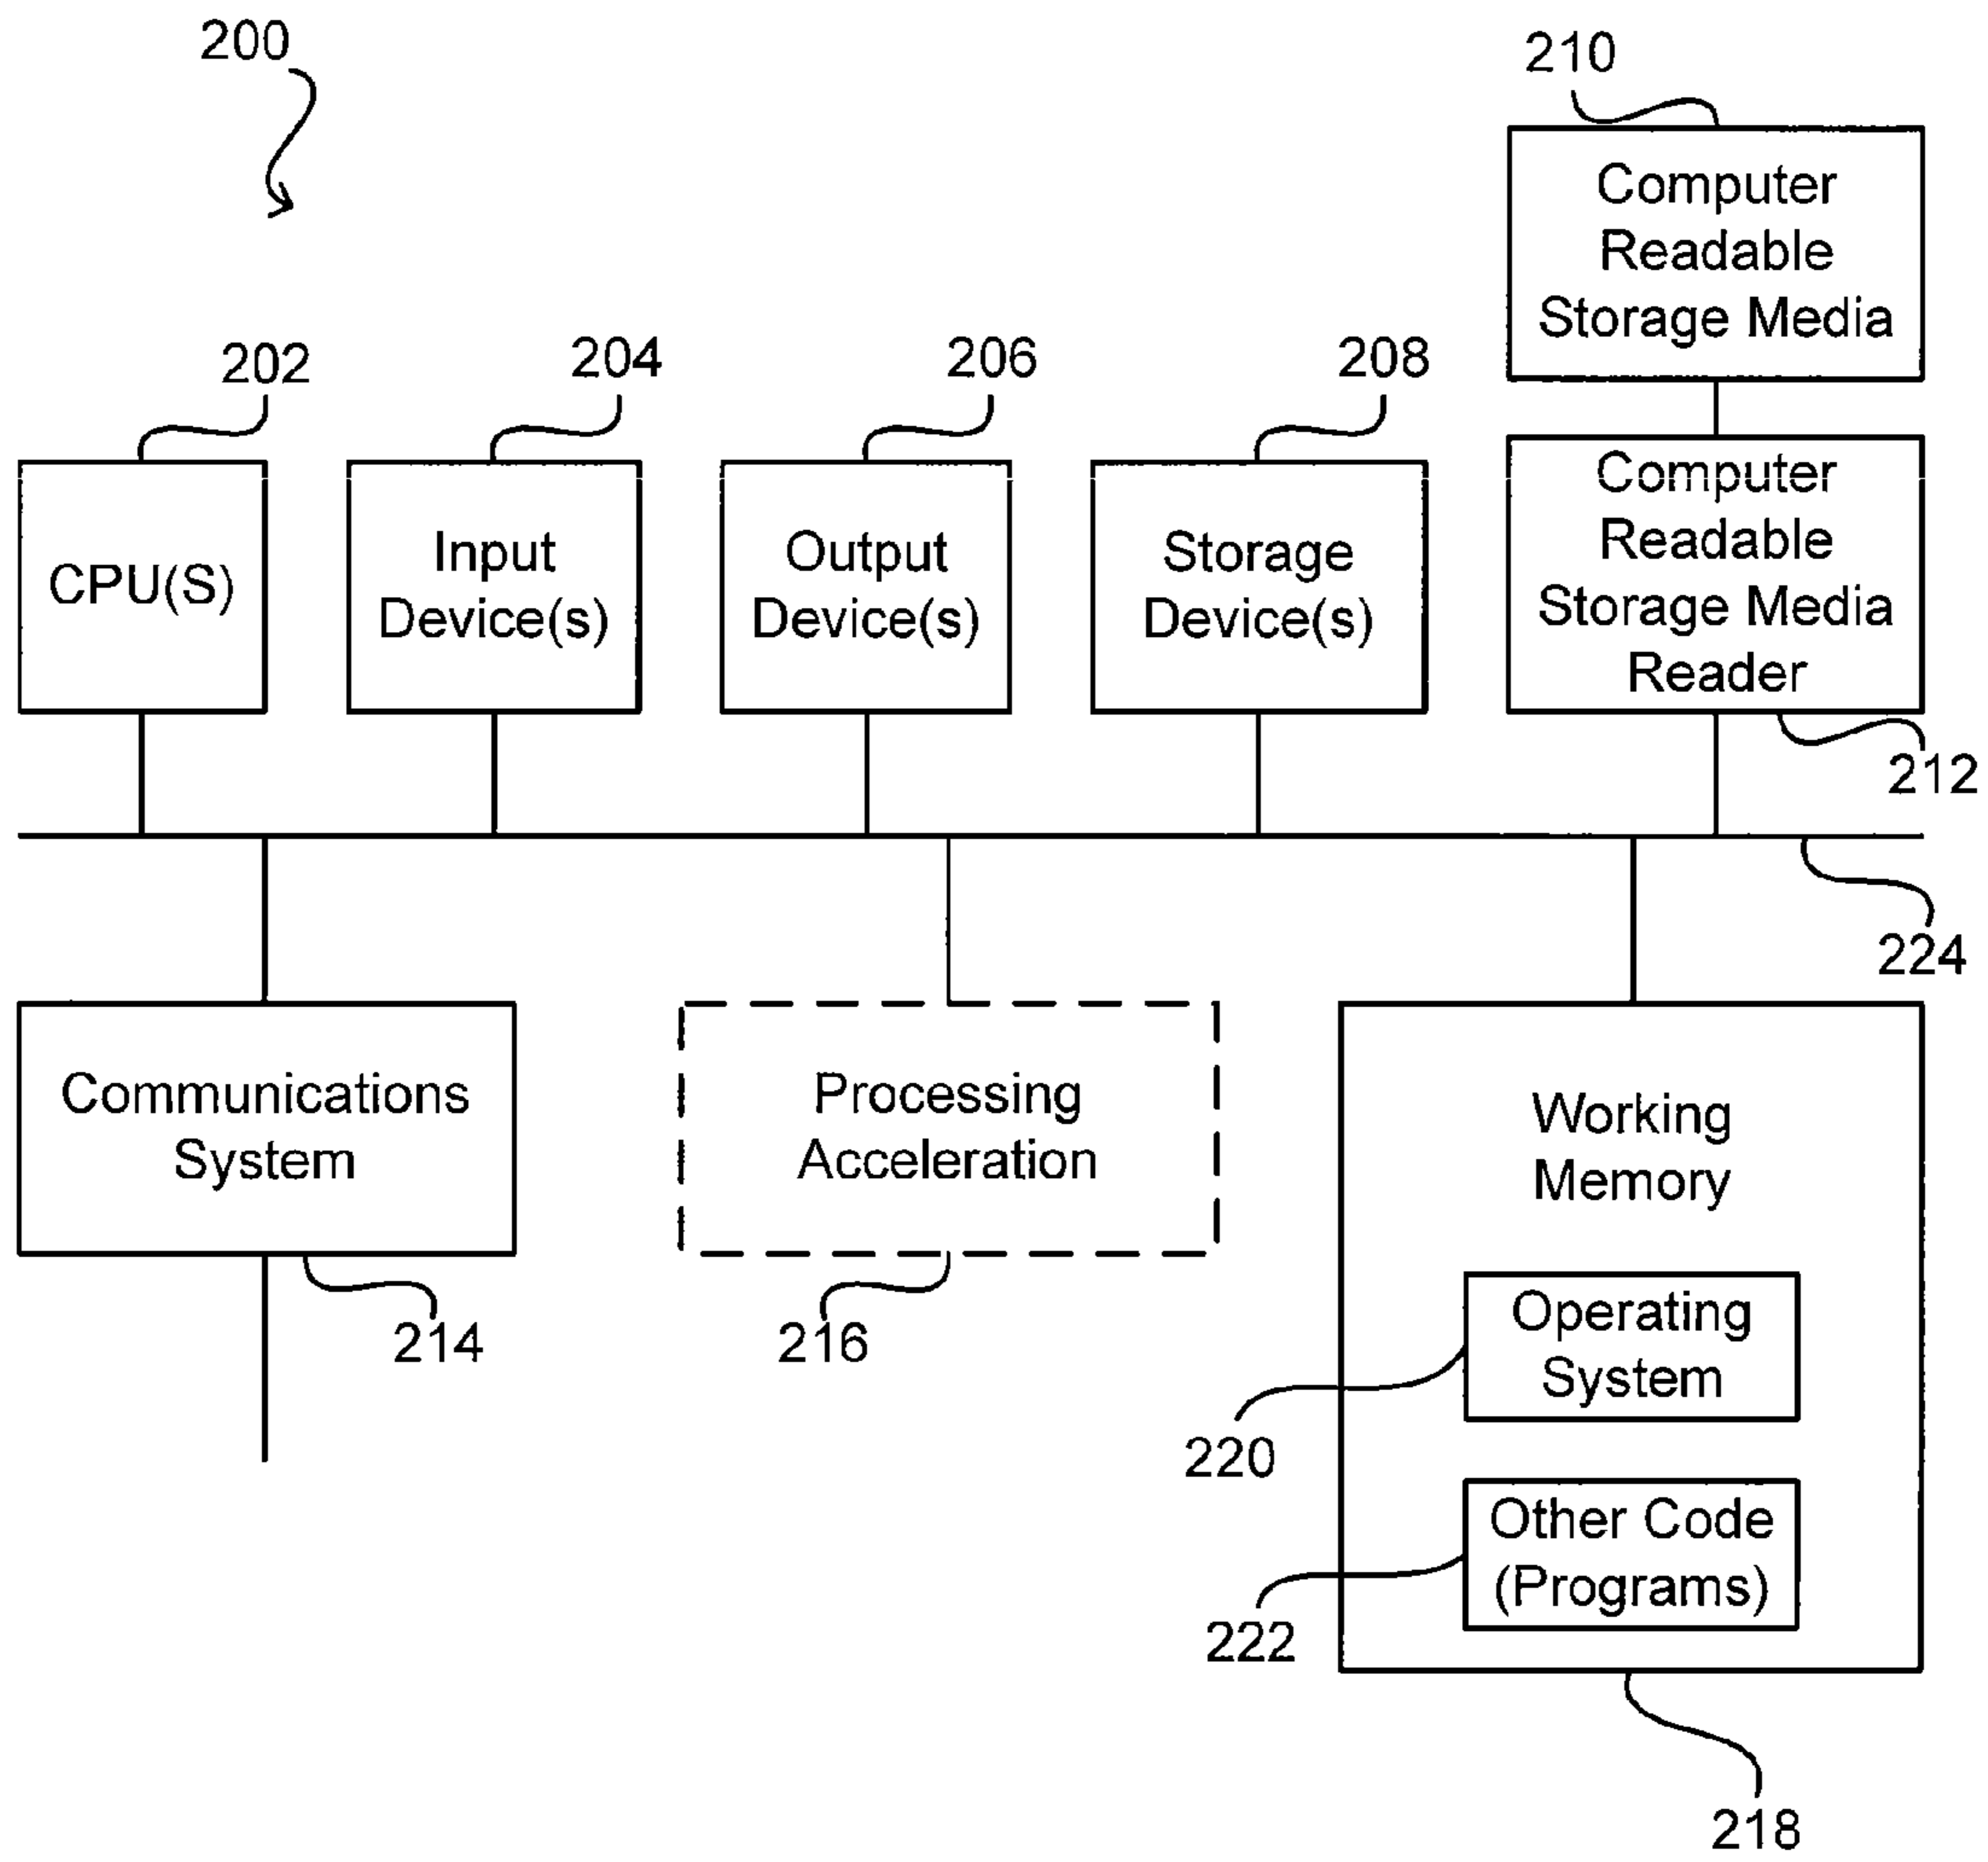 200
210
Computer
Readable
Storage Media
202
204
206
208
CPU(S)
Input
Device(s)
Output
Device(s)
Storage
Device(s)
Computer
Readable
Storage Media
Reader
212
224
Communications
System
214
Processing
Acceleration
216
Working
Memory
Operating
System
220
Other Code
(Programs)
222
218